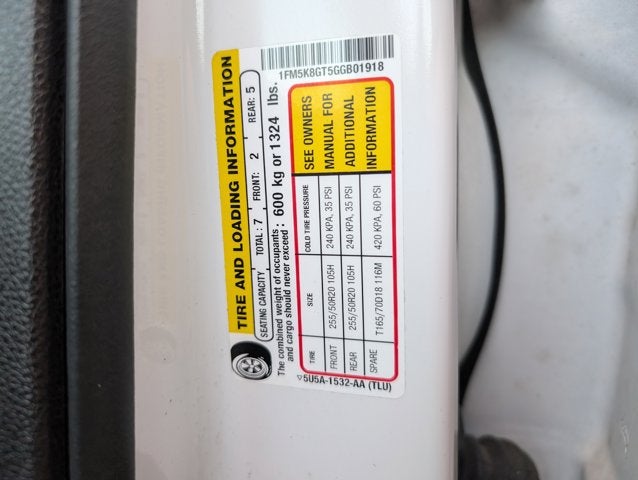 1FM5K8GT5GGB01918
TIRE AND LOADING INFORMATION
SEATING CAPACITY TOTAL : 7 FRONT: 2 REAR: 5
The combined weight of occupants : 600 kg or 1324 lbs.
and cargo should never exceed
TIRE SIZE COLD TIRE PRESSURE SEE OWNERS
FRONT 255/50R20 105H 240 KPA, 35 PSI MANUAL FOR
REAR 255/50R20 105H 240 KPA, 35 PSI ADDITIONAL
SPARE T165/70D18 116M 420 KPA, 60 PSI INFORMATION
▽5U5A-1532-AA (TLU)